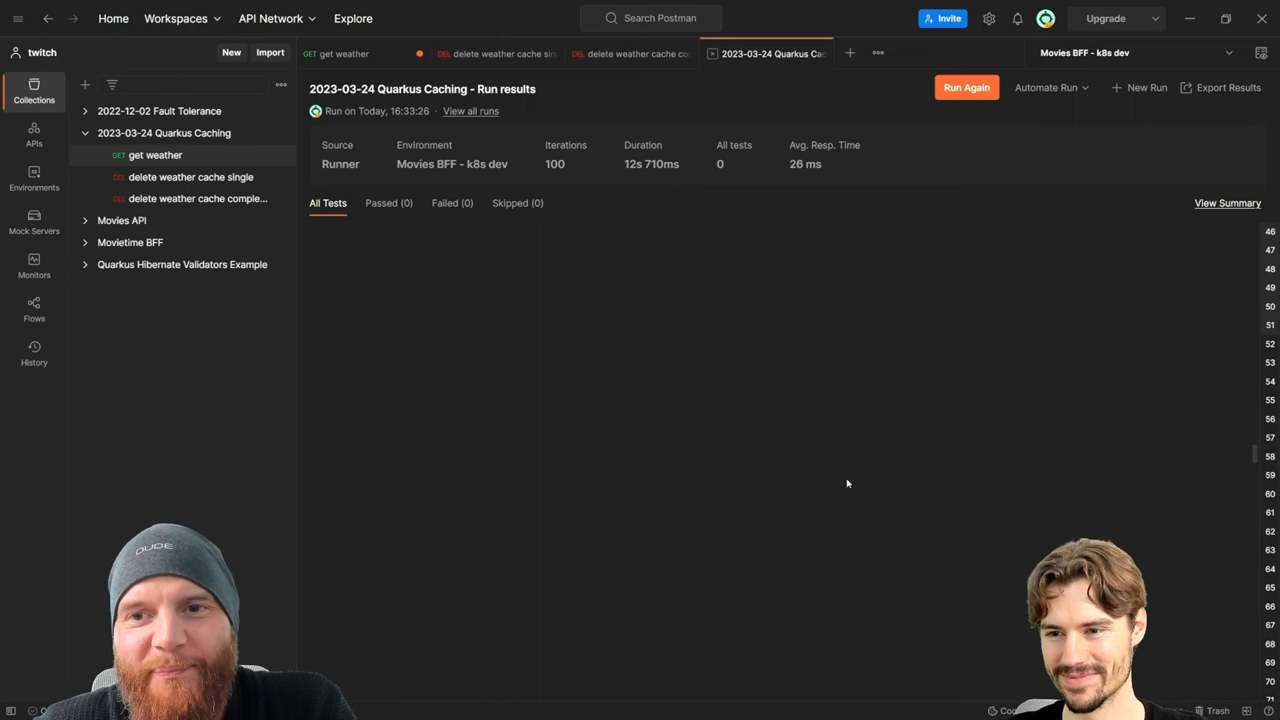 Home
Workspaces
API Network
Explore
Search Postman
Invite
Upgrade
twitch
New
Import
GET get weather
DEL delete weather cache sin
DEL delete weather cache co
2023-03-24 Quarkus Ca
Movies BFF - k8s dev
Collections
APIs
Environments
Mock Servers
Monitors
Flows
History
2022-12-02 Fault Tolerance
2023-03-24 Quarkus Caching
GET get weather
DEL delete weather cache single
DEL delete weather cache comple...
Movies API
Movietime BFF
Quarkus Hibernate Validators Example
2023-03-24 Quarkus Caching - Run results
Run Again
Automate Run
New Run
Export Results
Run on Today, 16:33:26 · View all runs
Source
Environment
Iterations
Duration
All tests
Avg. Resp. Time
Runner
Movies BFF - k8s dev
100
12s 710ms
0
26 ms
All Tests
Passed (0)
Failed (0)
Skipped (0)
View Summary
46
47
48
49
50
51
52
53
54
55
56
57
58
59
60
61
62
63
64
65
66
67
68
69
70
71
DUDE
Trash